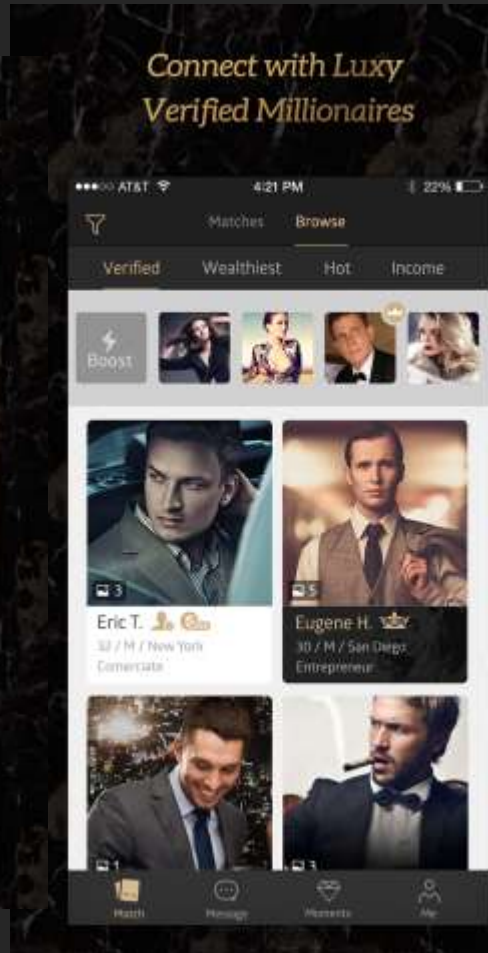 Connect with Luxy
Verified Millionaires
AT&T 4:21 PM 22%
Matches Browse
Verified Wealthiest Hot Income
Boost
3
5
Eric T.
Eugene H.
32 / M / New York
30 / M / San Diego
Comerciate
Entrepreneur
1
3
Match Message Moments Me